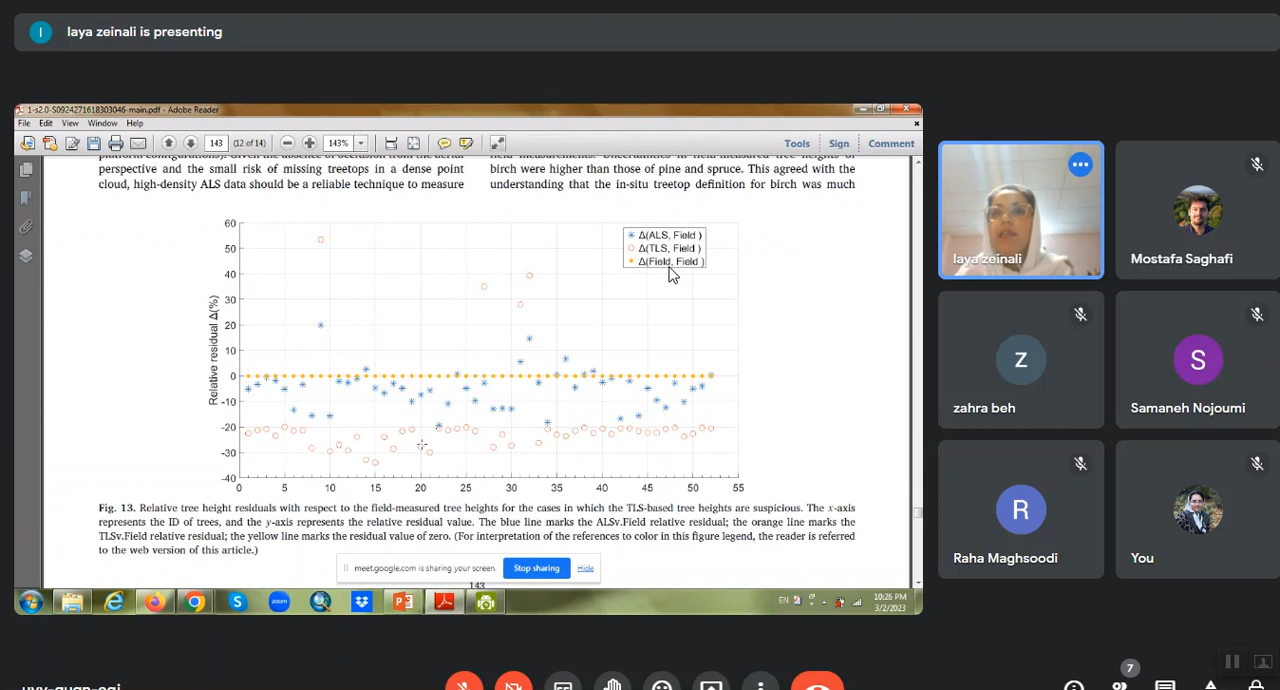 laya zeinali is presenting
1-s2.0-S0924271618303046-main.pdf - Adobe Reader
File Edit View Window Help
143 (12 of 14) 143% Tools Sign Comment
perspective and the small risk of missing treetops in a dense point
cloud, high-density ALS data should be a reliable technique to measure
birch were higher than those of pine and spruce. This agreed with the
understanding that the in-situ treetop definition for birch was much
Δ(ALS, Field )
Δ(TLS, Field )
Δ(Field, Field )
Relative residual Δ(%)
60
50
40
30
20
10
0
-10
-20
-30
-40
0 5 10 15 20 25 30 35 40 45 50 55
Fig. 13. Relative tree height residuals with respect to the field-measured tree heights for the cases in which the TLS-based tree heights are suspicious. The x-axis
represents the ID of trees, and the y-axis represents the relative residual value. The blue line marks the ALSv.Field relative residual; the orange line marks the
TLSv.Field relative residual; the yellow line marks the residual value of zero. (For interpretation of the references to color in this figure legend, the reader is referred
to the web version of this article.)
meet.google.com is sharing your screen. Stop sharing Hide
143
zoom
EN
10:26 PM
3/2/2023
laya zeinali
Mostafa Saghafi
Z
zahra beh
S
Samaneh Nojoumi
R
Raha Maghsoodi
You
7